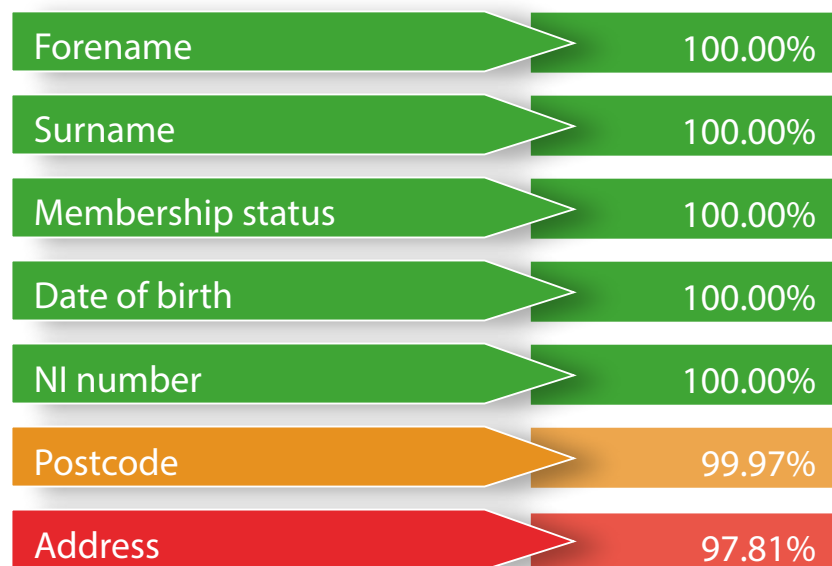 Forename 100.00%
Surname 100.00%
Membership status 100.00%
Date of birth 100.00%
NI number 100.00%
Postcode 99.97%
Address 97.81%